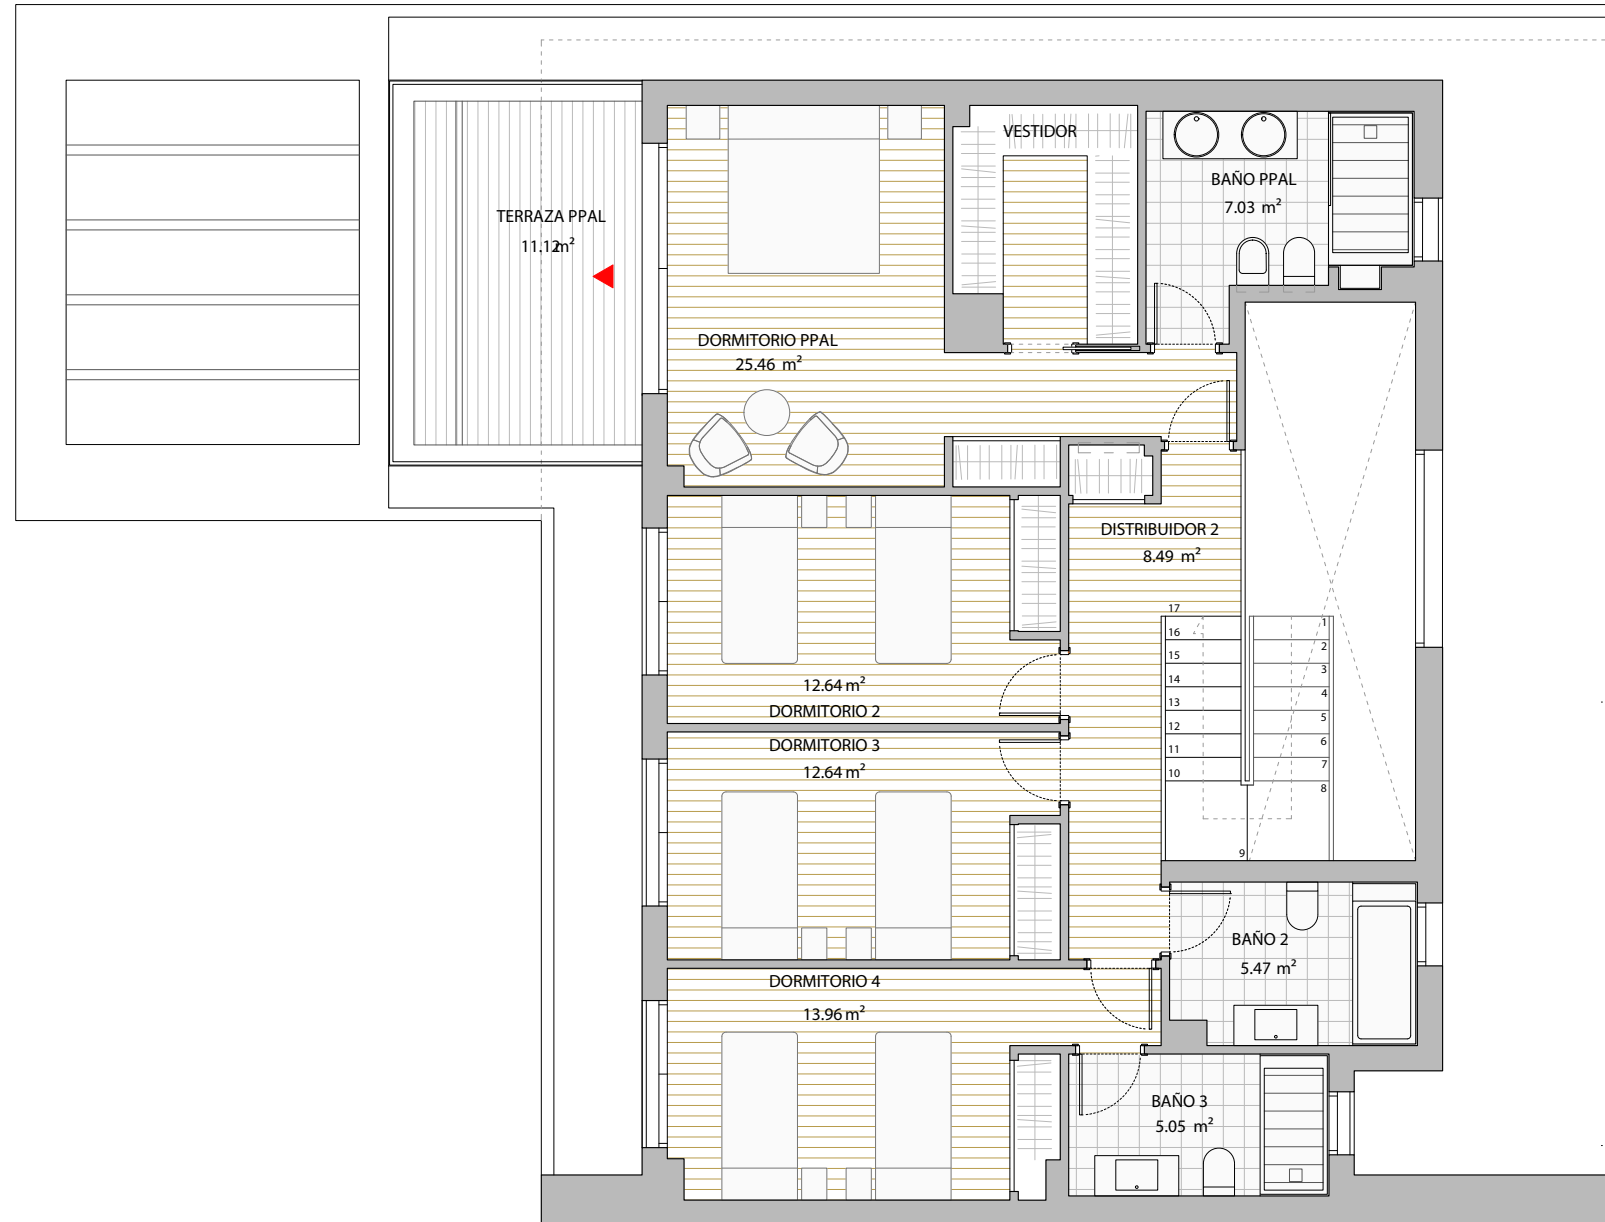 VESTIDOR
BAÑO PPAL
7.03 m²
TERRAZA PPAL
11.12m²
DORMITORIO PPAL
25.46 m²
DISTRIBUIDOR 2
8.49 m²
17
16
15
14
13
12
11
10
9
1
2
3
4
5
6
7
8
12.64 m²
DORMITORIO 2
DORMITORIO 3
12.64 m²
BAÑO 2
5.47 m²
DORMITORIO 4
13.96 m²
BAÑO 3
5.05 m²